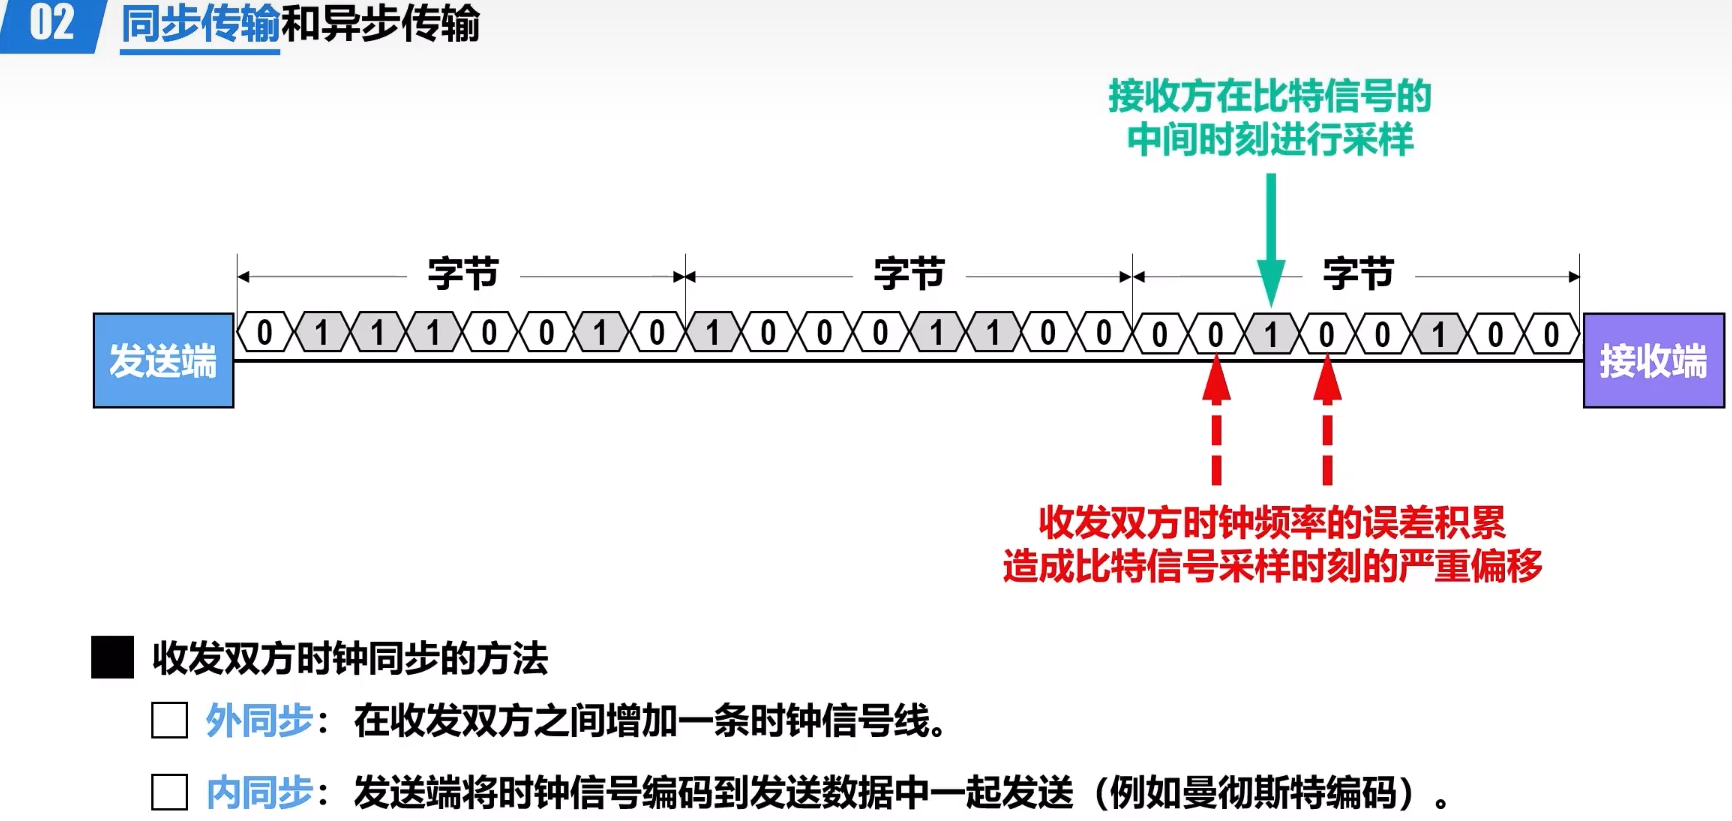 02 同步传输和异步传输
接收方在比特信号的
中间时刻进行采样
字节 字节 字节
发送端 0 1 1 1 0 0 1 0 1 0 0 0 1 1 0 0 0 0 1 0 0 1 0 0 接收端
收发双方时钟频率的误差积累
造成比特信号采样时刻的严重偏移
收发双方时钟同步的方法
外同步：在收发双方之间增加一条时钟信号线。
内同步：发送端将时钟信号编码到发送数据中一起发送（例如曼彻斯特编码）。